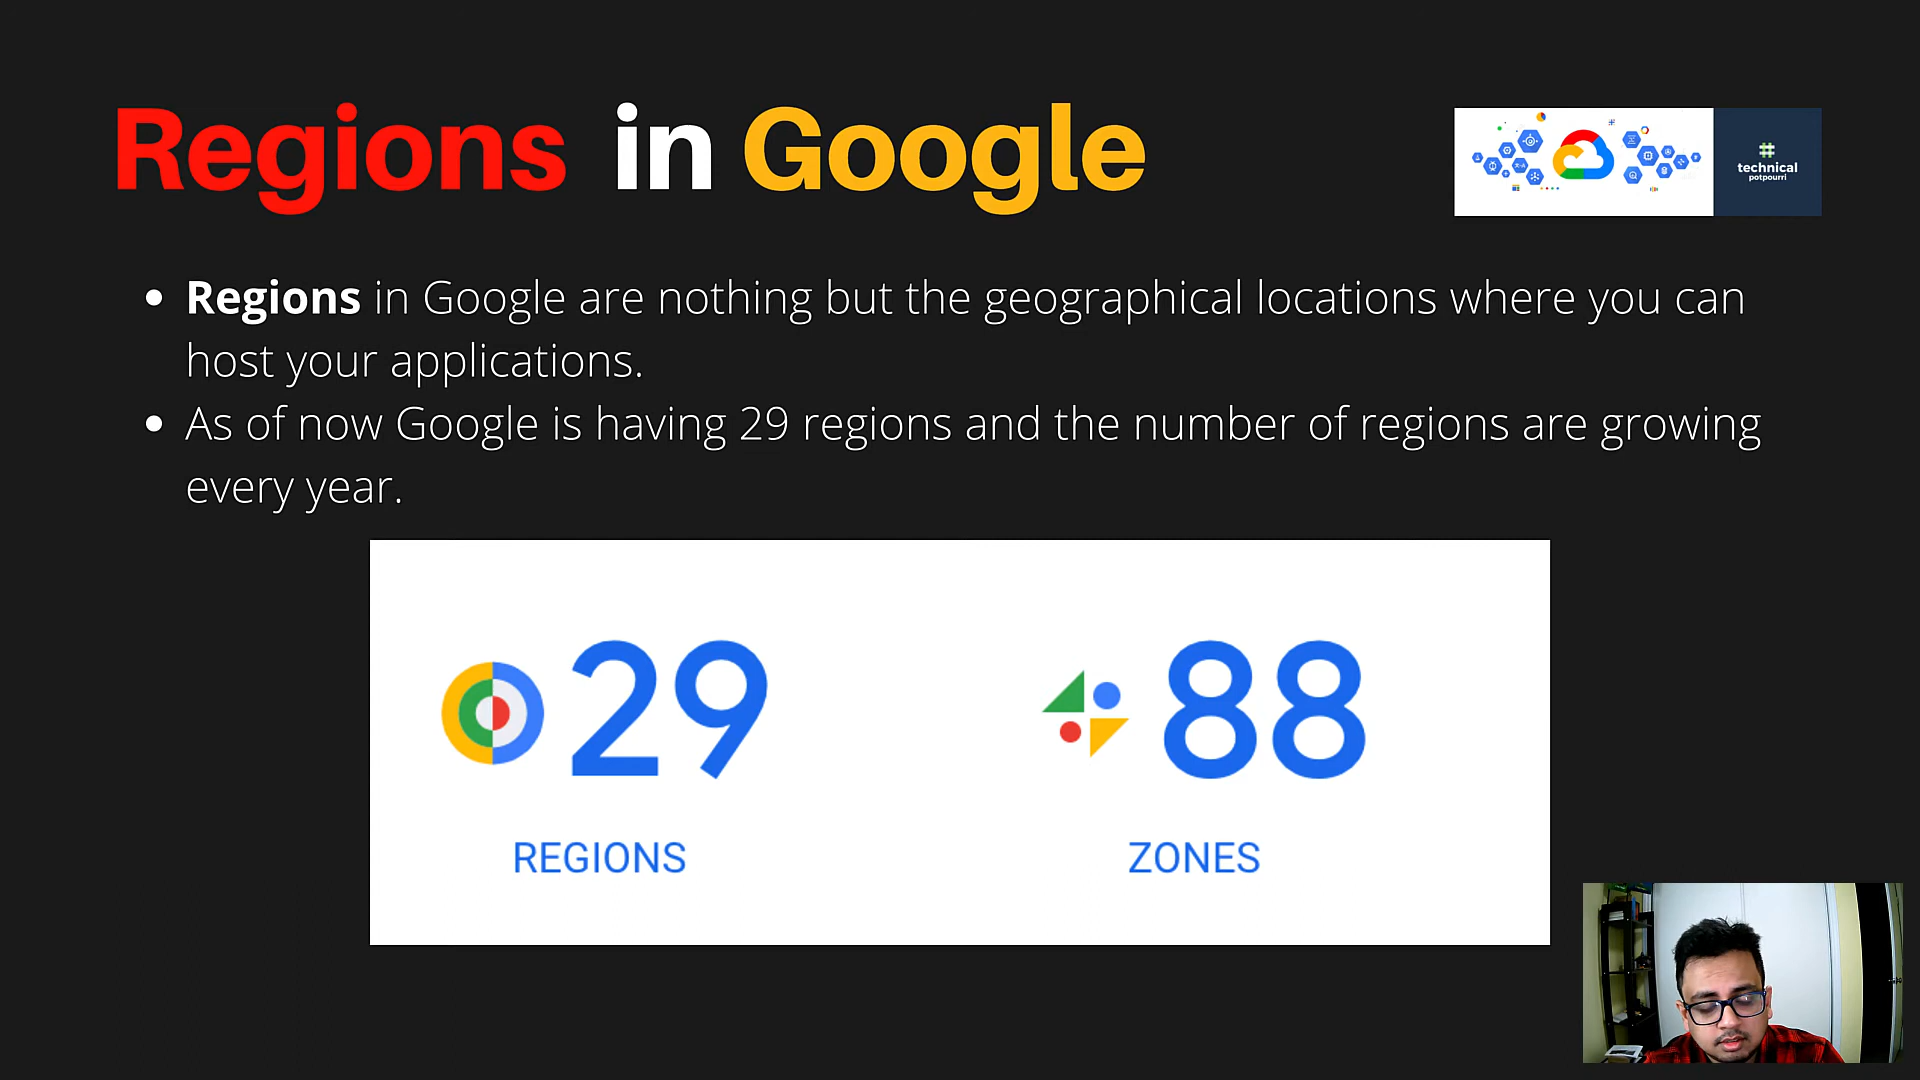 Regions in Google
technical
potpourri
Regions in Google are nothing but the geographical locations where you can
host your applications.
As of now Google is having 29 regions and the number of regions are growing
every year.
29
88
REGIONS
ZONES